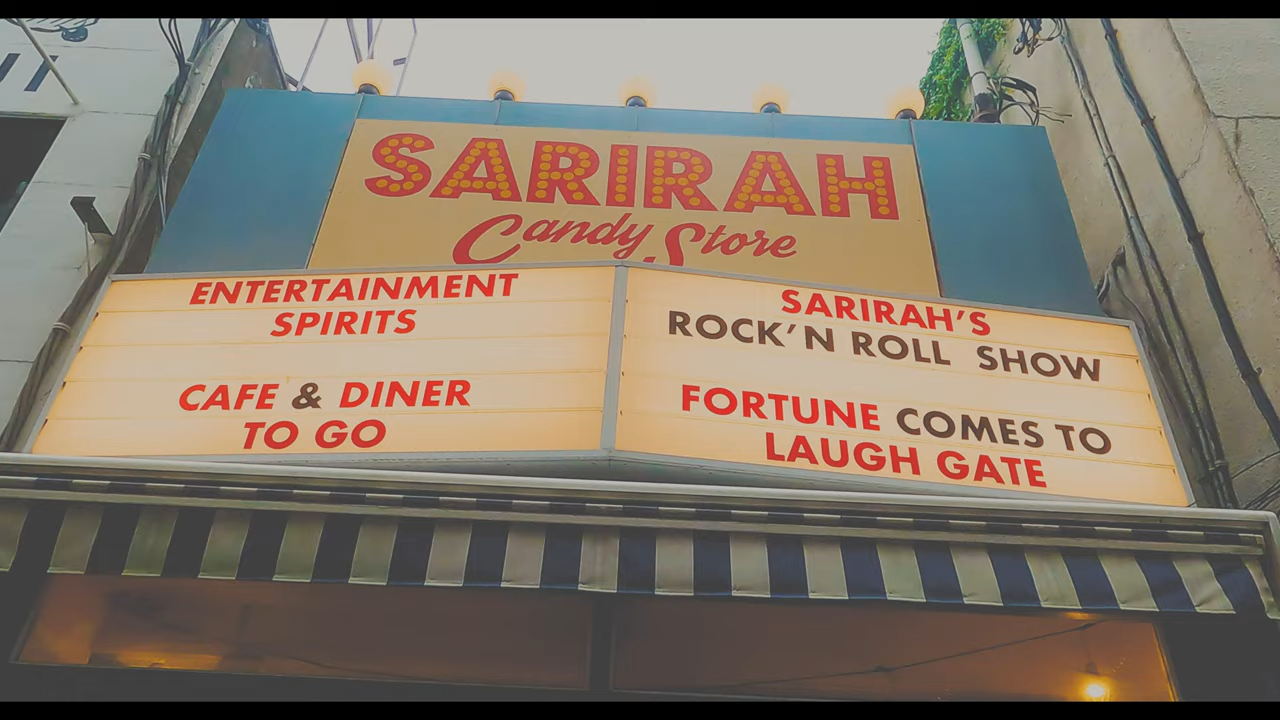 SARIRAH
Candy Store
ENTERTAINMENT
SPIRITS
CAFE & DINER
TO GO
SARIRAH'S
ROCK'N ROLL SHOW
FORTUNE COMES TO
LAUGH GATE